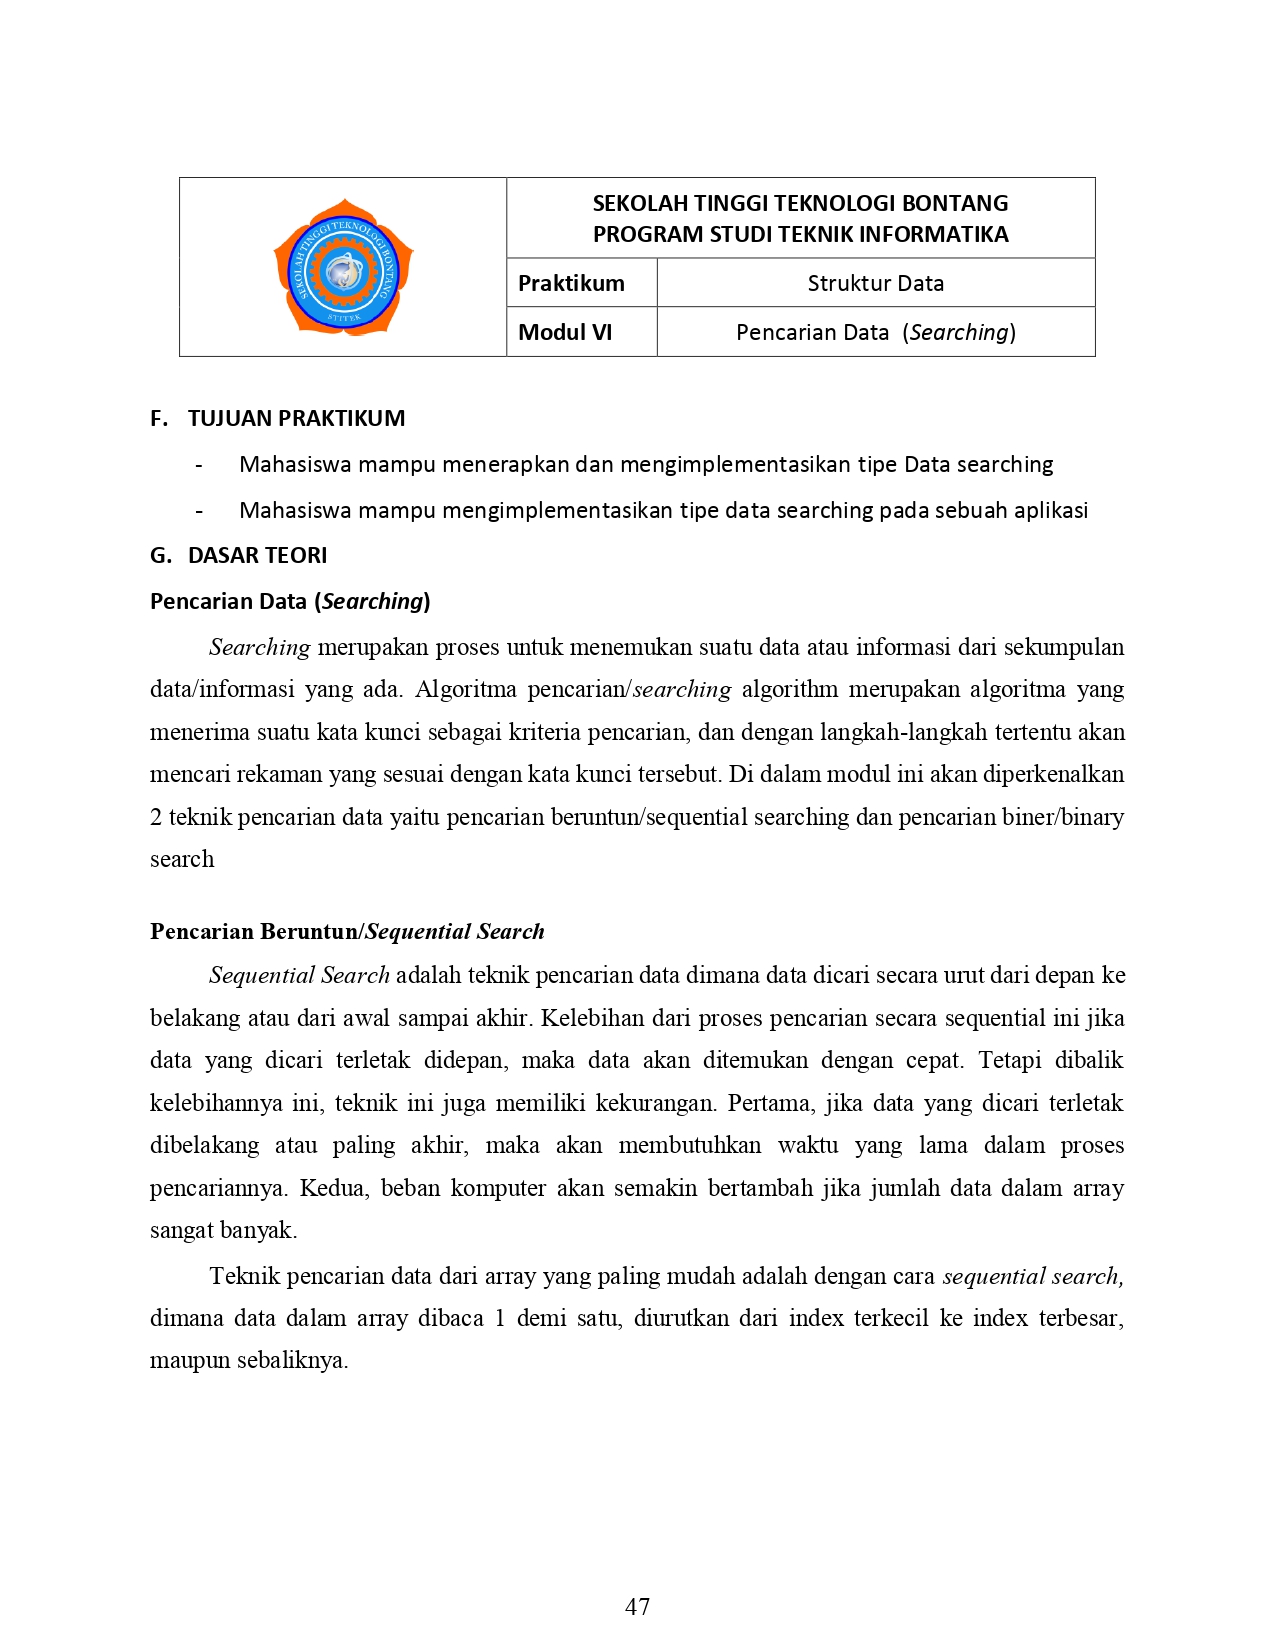 SEKOLAH TINGGI TEKNOLOGI BONTANG
STITEK
SEKOLAH TINGGI TEKNOLOGI BONTANG
PROGRAM STUDI TEKNIK INFORMATIKA
Praktikum Struktur Data
Modul VI Pencarian Data (Searching)
F. TUJUAN PRAKTIKUM
- Mahasiswa mampu menerapkan dan mengimplementasikan tipe Data searching
- Mahasiswa mampu mengimplementasikan tipe data searching pada sebuah aplikasi
G. DASAR TEORI
Pencarian Data (Searching)
Searching merupakan proses untuk menemukan suatu data atau informasi dari sekumpulan
data/informasi yang ada. Algoritma pencarian/searching algorithm merupakan algoritma yang
menerima suatu kata kunci sebagai kriteria pencarian, dan dengan langkah-langkah tertentu akan
mencari rekaman yang sesuai dengan kata kunci tersebut. Di dalam modul ini akan diperkenalkan
2 teknik pencarian data yaitu pencarian beruntun/sequential searching dan pencarian biner/binary
search
Pencarian Beruntun/Sequential Search
Sequential Search adalah teknik pencarian data dimana data dicari secara urut dari depan ke
belakang atau dari awal sampai akhir. Kelebihan dari proses pencarian secara sequential ini jika
data yang dicari terletak didepan, maka data akan ditemukan dengan cepat. Tetapi dibalik
kelebihannya ini, teknik ini juga memiliki kekurangan. Pertama, jika data yang dicari terletak
dibelakang atau paling akhir, maka akan membutuhkan waktu yang lama dalam proses
pencariannya. Kedua, beban komputer akan semakin bertambah jika jumlah data dalam array
sangat banyak.
Teknik pencarian data dari array yang paling mudah adalah dengan cara sequential search,
dimana data dalam array dibaca 1 demi satu, diurutkan dari index terkecil ke index terbesar,
maupun sebaliknya.
47